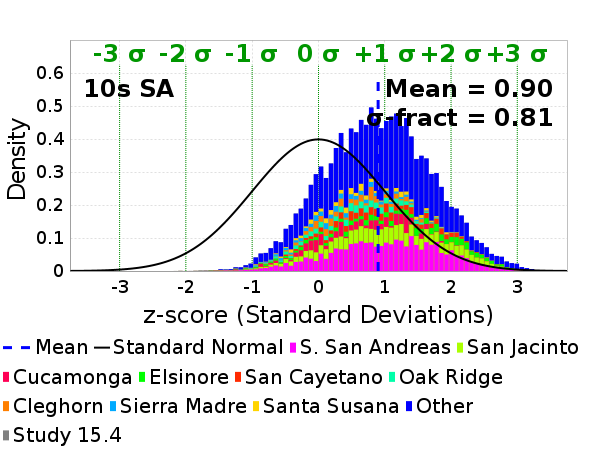 -3 σ -2 σ -1 σ 0 σ +1 σ +2 σ +3 σ
10s SA
Mean = 0.90
σ-fract = 0.81
Density
0.6
0.5
0.4
0.3
0.2
0.1
0
-3 -2 -1 0 1 2 3
z-score (Standard Deviations)
Mean Standard Normal S. San Andreas San Jacinto
Cucamonga Elsinore San Cayetano Oak Ridge
Cleghorn Sierra Madre Santa Susana Other
Study 15.4